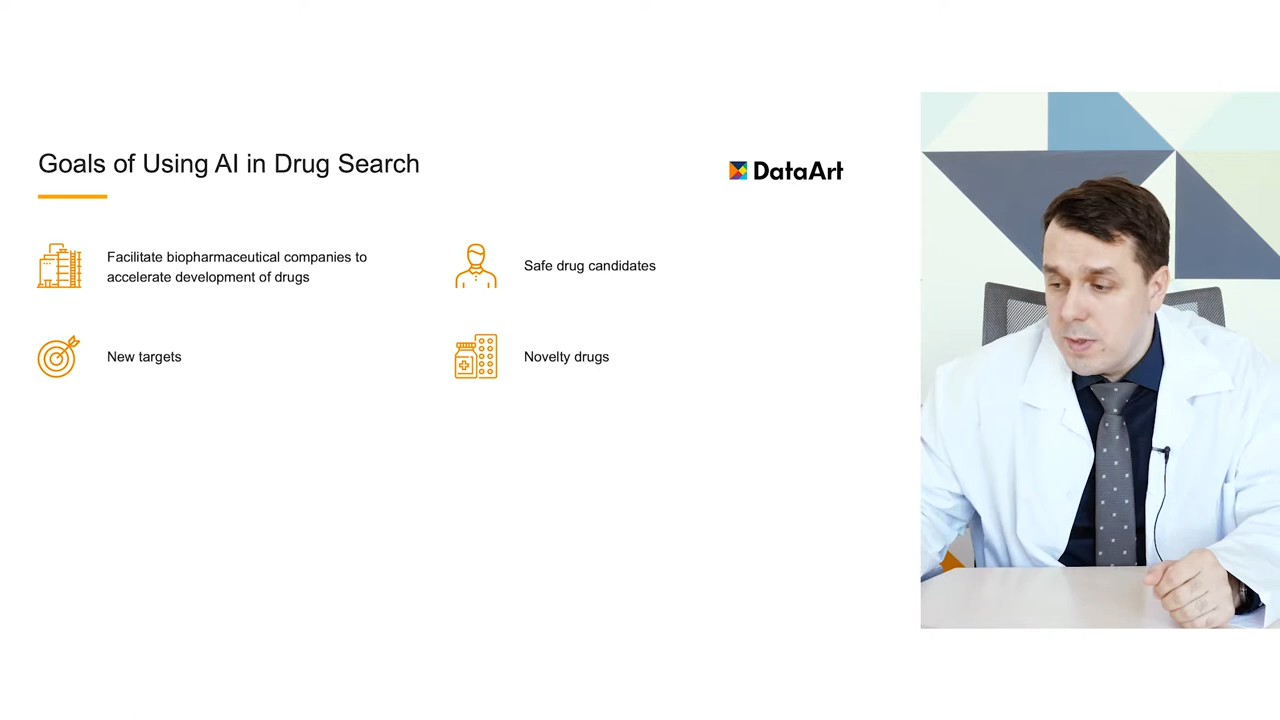 Goals of Using AI in Drug Search
DataArt
Facilitate biopharmaceutical companies to
accelerate development of drugs
Safe drug candidates
New targets
Novelty drugs